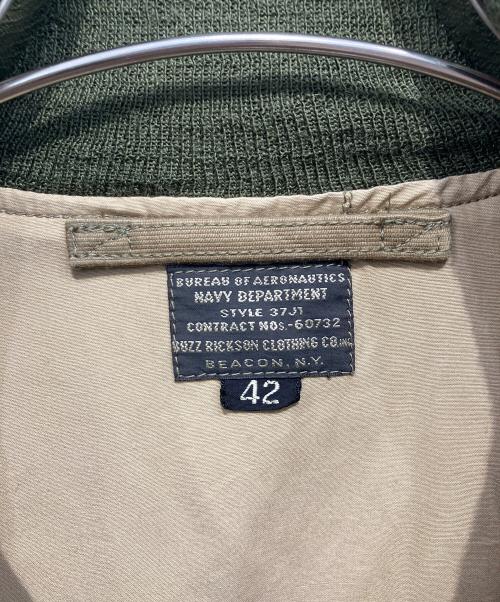 BUREAU OF AERONAUTICS
NAVY DEPARTMENT
STYLE 37J1
CONTRACT NOs.-60732
BUZZ RICKSON CLOTHING CO.INC.
BEACON, N.Y.
42